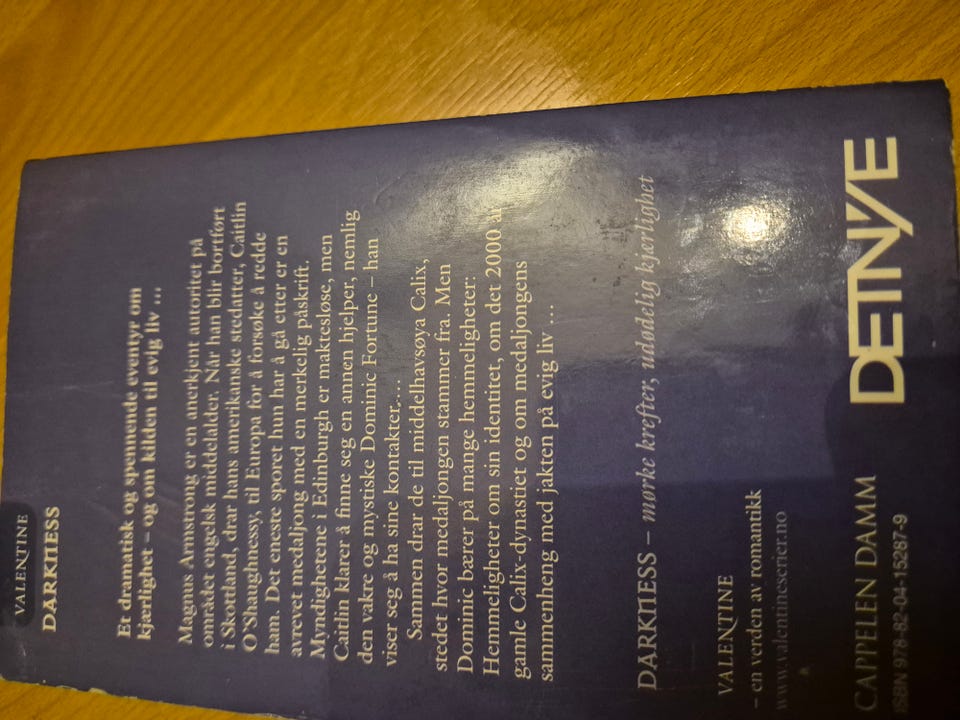 VALENTINE
DARKNESS
Et dramatisk og spennende eventyr om
kjærlighet – og om kilden til evig liv …
Magnus Armstrong er en anerkjent autoritet på
området engelsk middelalder. Når han blir bortført
i Skottland, drar hans amerikanske stedatter, Caitlin
O'Shaughnessy, til Europa for å forsøke å redde
ham. Det eneste sporet hun har å gå etter er en
avrevet medaljong med en merkelig påskrift.
Myndighetene i Edinburgh er maktesløse, men
Caitlin klarer å finne seg en annen hjelper, nemlig
den vakre og mystiske Dominic Fortune – han
viser seg å ha sine kontakter …
Sammen drar de til middelhavsøya Calix,
stedet hvor medaljongen stammer fra. Men
Dominic bærer på mange hemmeligheter:
Hemmeligheter om sin identitet, om det 2000 år
gamle Calix-dynastiet og om medaljongens
sammenheng med jakten på evig liv …
DARKNESS – mørke krefter, udødelig kjærlighet
VALENTINE
– en verden av romantikk
www.valentineserier.no
CAPPELEN DAMM
ISBN 978-82-04-15287-9
DETNYE